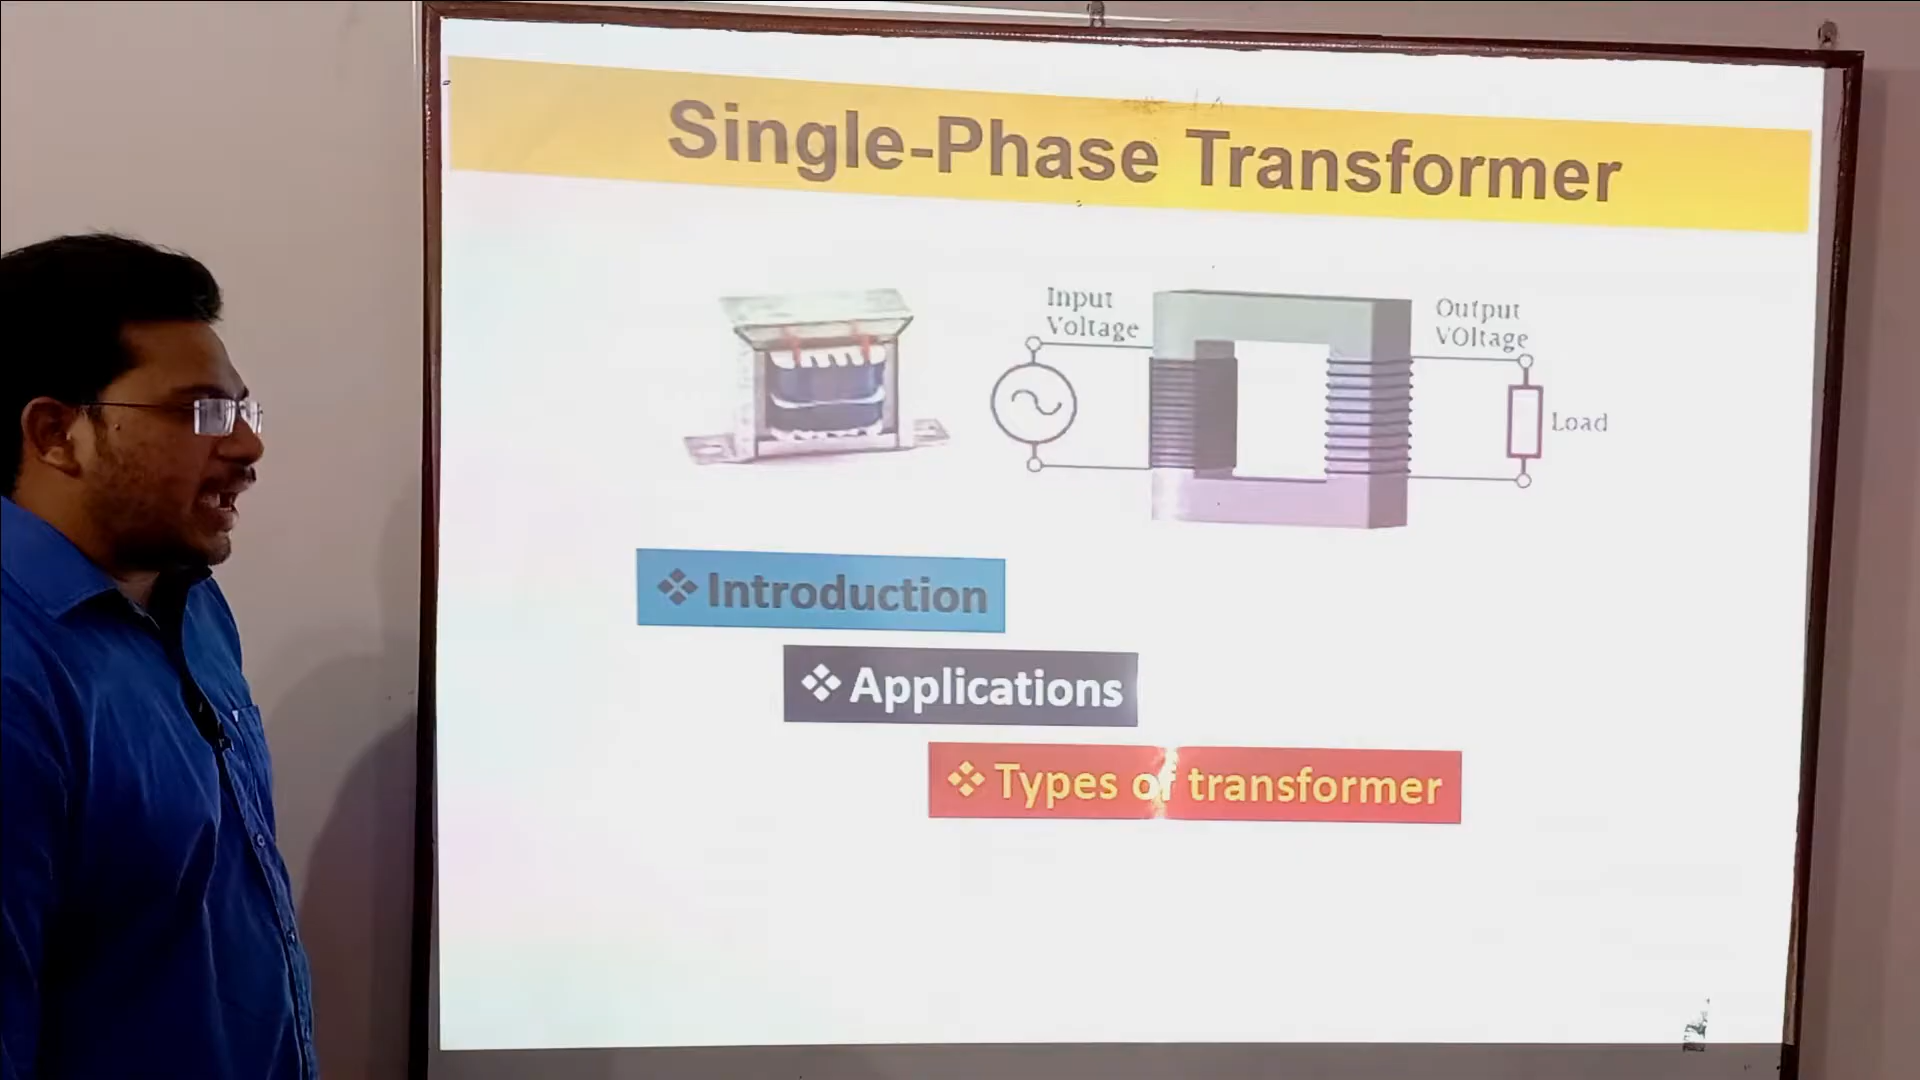 Single-Phase Transformer
Input
Voltage
Output
VOltage
Load
❖ Introduction
❖ Applications
❖ Types of transformer